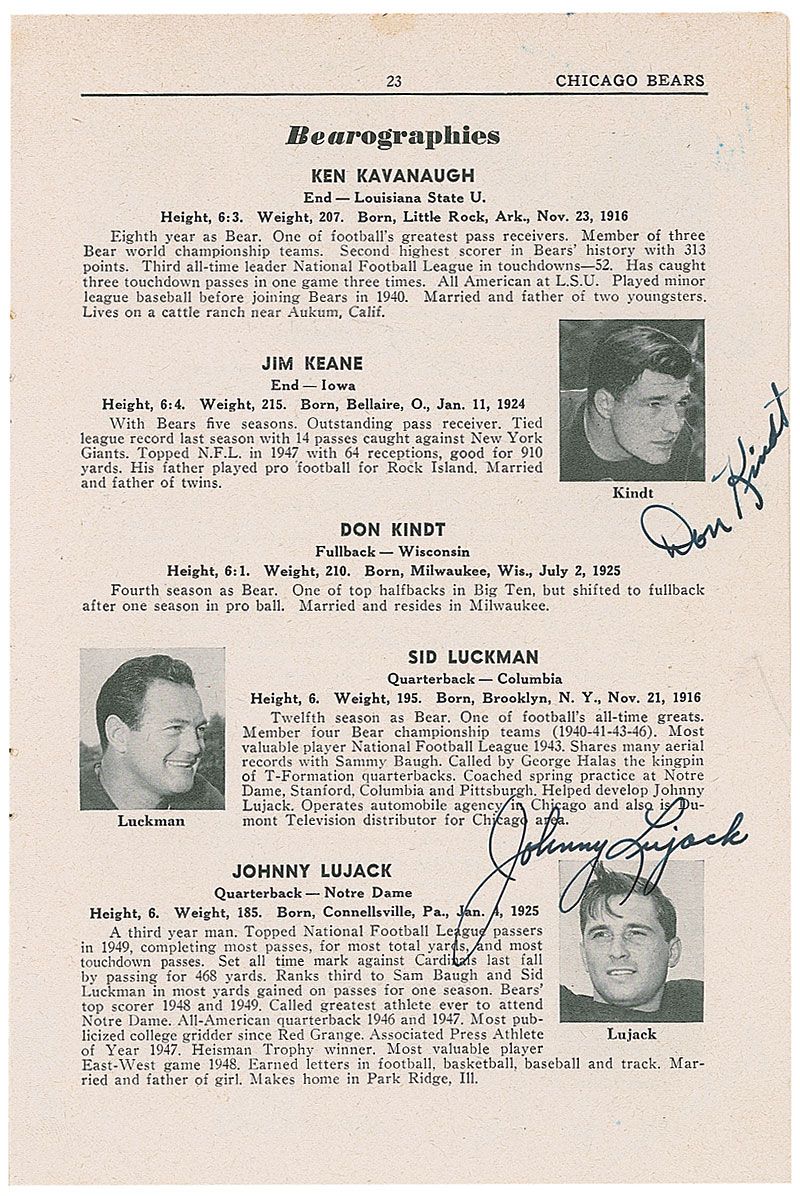 23 CHICAGO BEARS
Bearographies
KEN KAVANAUGH
End — Louisiana State U.
Height, 6:3. Weight, 207. Born, Little Rock, Ark., Nov. 23, 1916
Eighth year as Bear. One of football's greatest pass receivers. Member of three
Bear world championship teams. Second highest scorer in Bears' history with 313
points. Third all-time leader National Football League in touchdowns—52. Has caught
three touchdown passes in one game three times. All American at L.S.U. Played minor
league baseball before joining Bears in 1940. Married and father of two youngsters.
Lives on a cattle ranch near Aukum, Calif.
JIM KEANE
End — Iowa
Height, 6:4. Weight, 215. Born, Bellaire, O., Jan. 11, 1924
With Bears five seasons. Outstanding pass receiver. Tied
league record last season with 14 passes caught against New York
Giants. Topped N.F.L. in 1947 with 64 receptions, good for 910
yards. His father played pro football for Rock Island. Married
and father of twins.
Kindt
Don Kindt
DON KINDT
Fullback — Wisconsin
Height, 6:1. Weight, 210. Born, Milwaukee, Wis., July 2, 1925
Fourth season as Bear. One of top halfbacks in Big Ten, but shifted to fullback
after one season in pro ball. Married and resides in Milwaukee.
SID LUCKMAN
Quarterback — Columbia
Height, 6. Weight, 195. Born, Brooklyn, N. Y., Nov. 21, 1916
Twelfth season as Bear. One of football's all-time greats.
Member four Bear championship teams (1940-41-43-46). Most
valuable player National Football League 1943. Shares many aerial
records with Sammy Baugh. Called by George Halas the kingpin
of T-Formation quarterbacks. Coached spring practice at Notre
Dame, Stanford, Columbia and Pittsburgh. Helped develop Johnny
Lujack. Operates automobile agency in Chicago and also is Du-
mont Television distributor for Chicago area.
Luckman
Johnny Lujack
JOHNNY LUJACK
Quarterback — Notre Dame
Height, 6. Weight, 185. Born, Connellsville, Pa., Jan. 4, 1925
A third year man. Topped National Football League passers
in 1949, completing most passes, for most total yards, and most
touchdown passes. Set all time mark against Cardinals last fall
by passing for 468 yards. Ranks third to Sam Baugh and Sid
Luckman in most yards gained on passes for one season. Bears'
top scorer 1948 and 1949. Called greatest athlete ever to attend
Notre Dame. All-American quarterback 1946 and 1947. Most pub-
licized college gridder since Red Grange. Associated Press Athlete
of Year 1947. Heisman Trophy winner. Most valuable player
East-West game 1948. Earned letters in football, basketball, baseball and track. Mar-
ried and father of girl. Makes home in Park Ridge, Ill.
Lujack